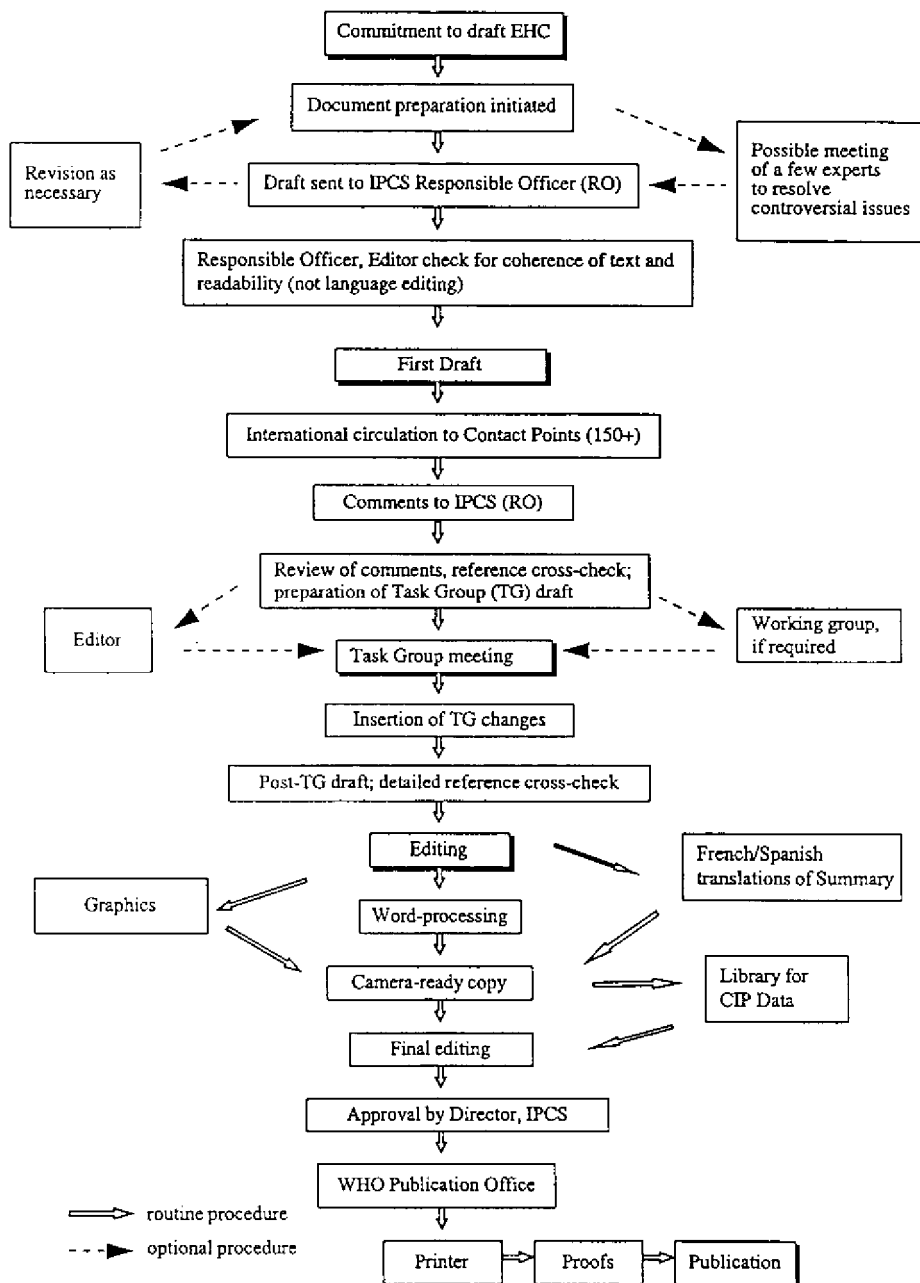 Commitment to draft EHC
Document preparation initiated
Revision as
necessary
Draft sent to IPCS Responsible Officer (RO)
Possible meeting
of a few experts
to resolve
controversial issues
Responsible Officer, Editor check for coherence of text and
readability (not language editing)
First Draft
International circulation to Contact Points (150+)
Comments to IPCS (RO)
Review of comments, reference cross-check;
preparation of Task Group (TG) draft
Editor
Working group,
if required
Task Group meeting
Insertion of TG changes
Post-TG draft; detailed reference cross-check
Editing
French/Spanish
translations of Summary
Graphics
Word-processing
Camera-ready copy
Library for
CIP Data
Final editing
Approval by Director, IPCS
WHO Publication Office
routine procedure
optional procedure
Printer
Proofs
Publication